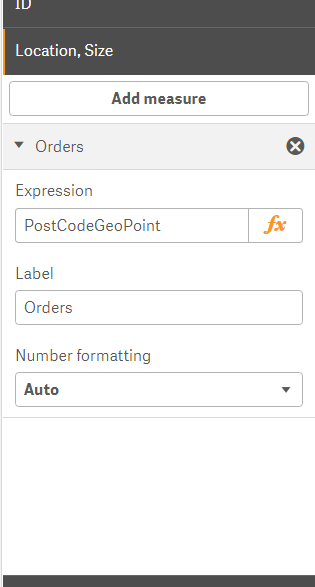 ID
Location, Size
Add measure
Orders
Expression
PostCodeGeoPoint fx
Label
Orders
Number formatting
Auto